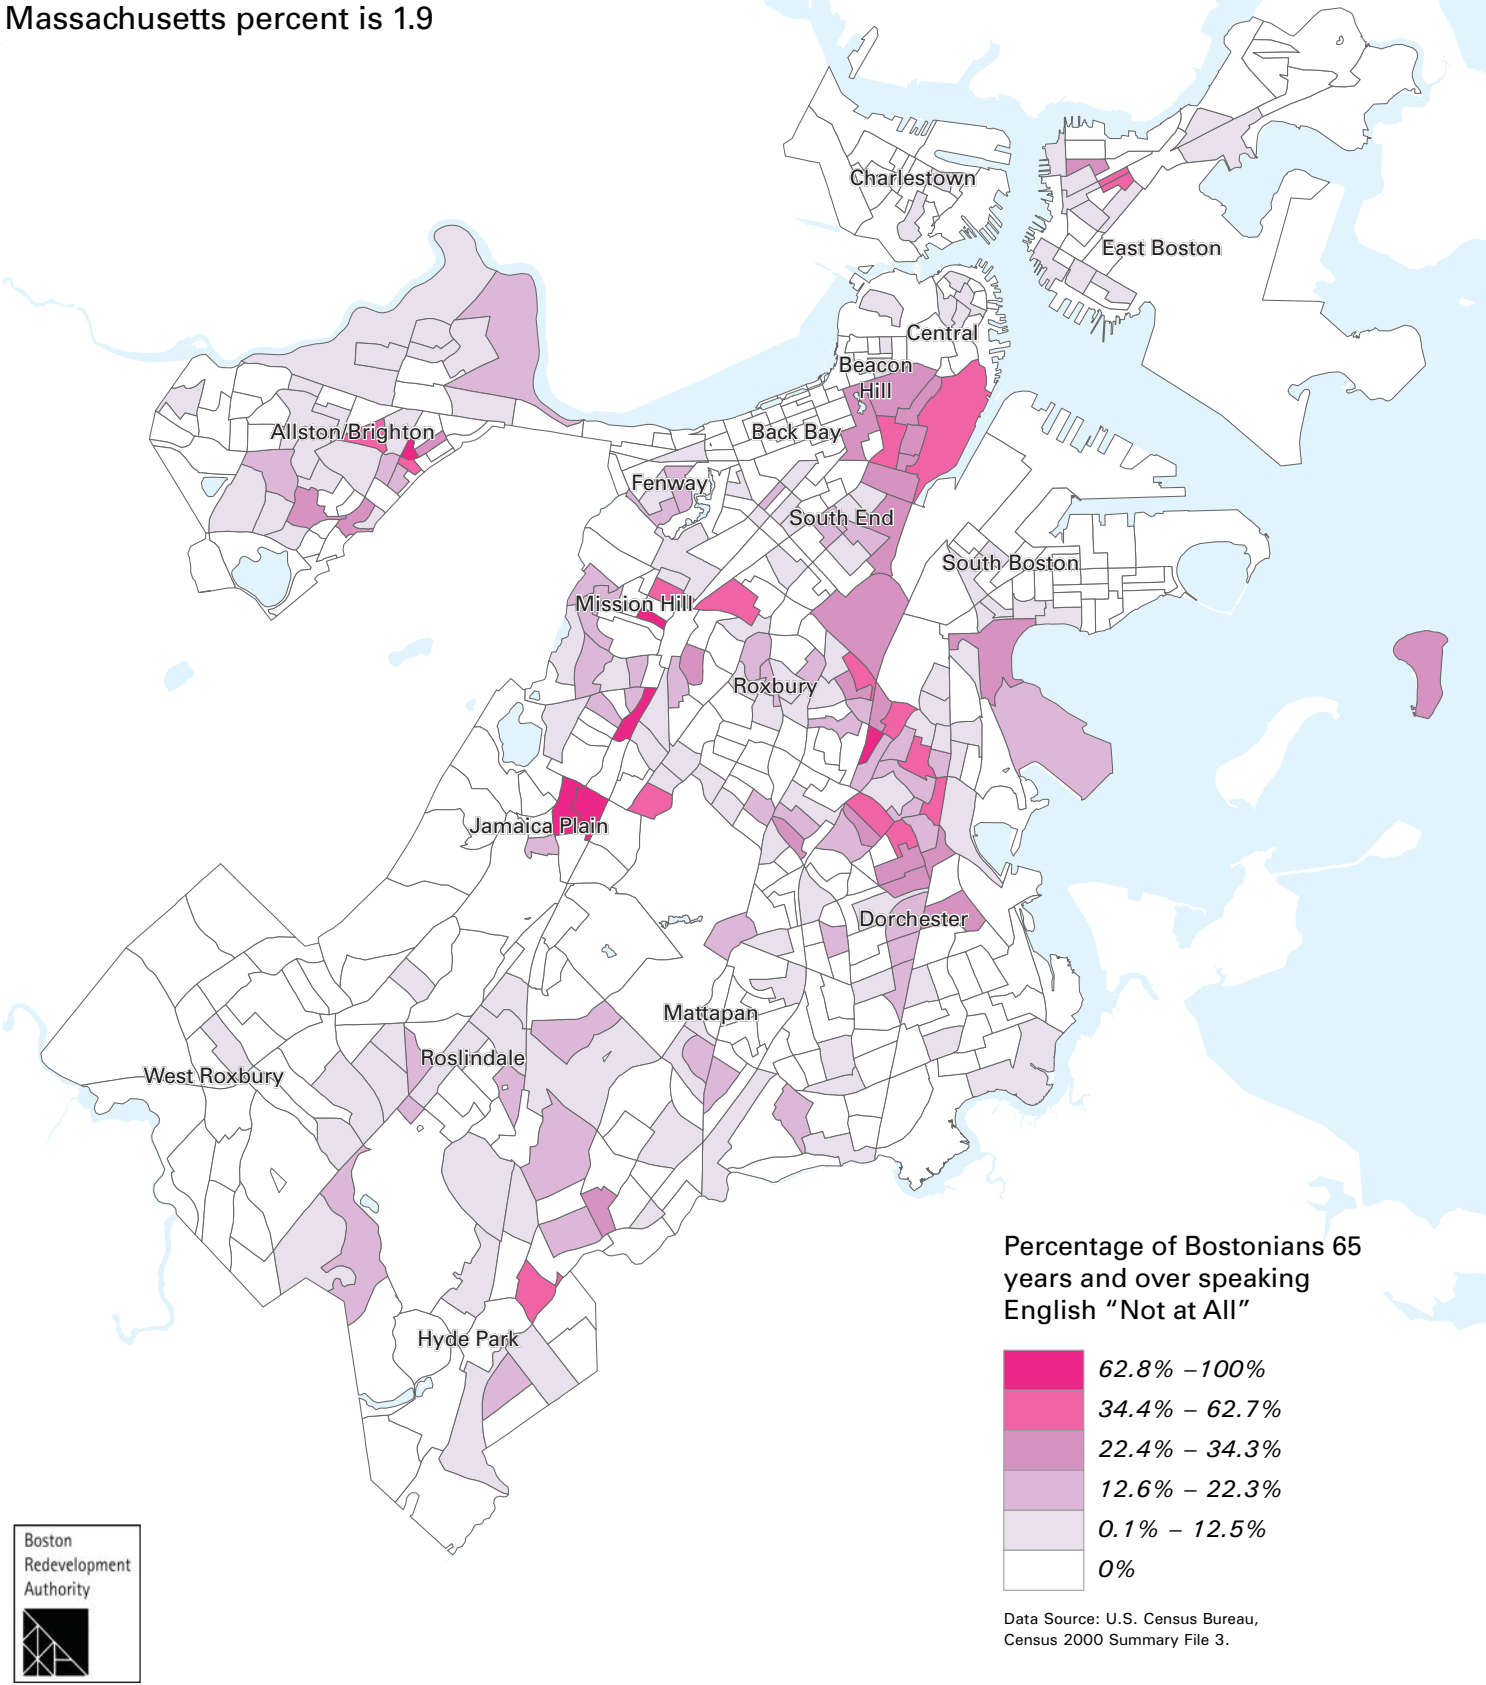 Massachusetts percent is 1.9
Charlestown
East Boston
Central
Beacon
Hill
Allston/Brighton
Back Bay
Fenway
South End
South Boston
Mission Hill
Roxbury
Jamaica Plain
Dorchester
Mattapan
Roslindale
West Roxbury
Hyde Park
Percentage of Bostonians 65
years and over speaking
English “Not at All”
62.8% –100%
34.4% – 62.7%
22.4% – 34.3%
12.6% – 22.3%
0.1% – 12.5%
0%
Data Source: U.S. Census Bureau,
Census 2000 Summary File 3.
Boston
Redevelopment
Authority